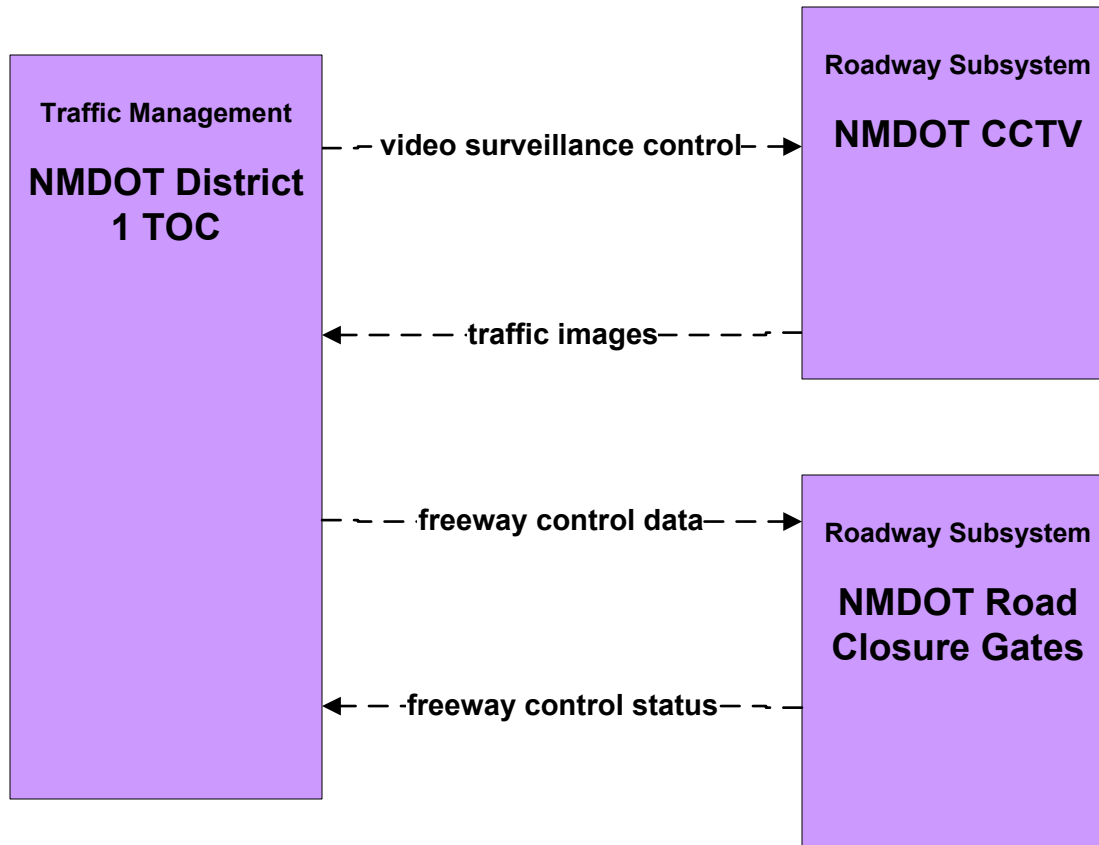 Traffic Management
NMDOT District
1 TOC
video surveillance control
traffic images
freeway control data
freeway control status
Roadway Subsystem
NMDOT CCTV
Roadway Subsystem
NMDOT Road
Closure Gates